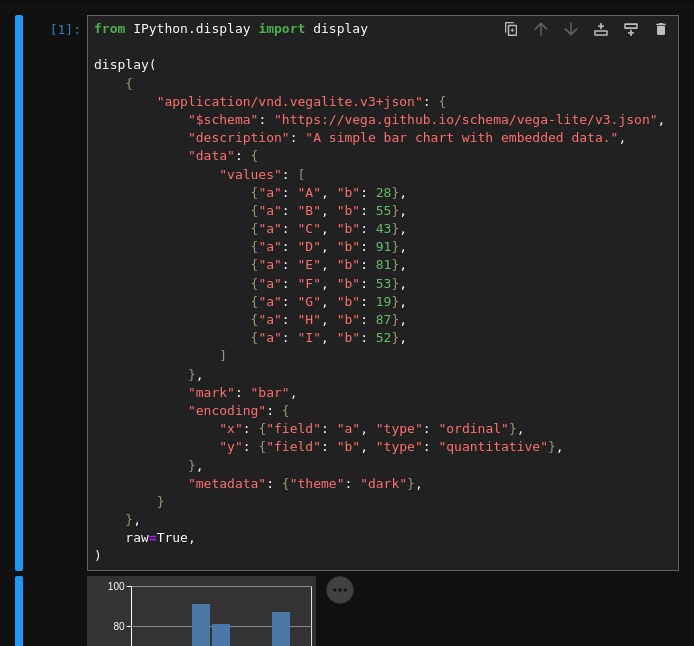 [1]: from IPython.display import display
display(
{
"application/vnd.vegalite.v3+json": {
"$schema": "https://vega.github.io/schema/vega-lite/v3.json",
"description": "A simple bar chart with embedded data.",
"data": {
"values": [
{"a": "A", "b": 28},
{"a": "B", "b": 55},
{"a": "C", "b": 43},
{"a": "D", "b": 91},
{"a": "E", "b": 81},
{"a": "F", "b": 53},
{"a": "G", "b": 19},
{"a": "H", "b": 87},
{"a": "I", "b": 52},
]
},
"mark": "bar",
"encoding": {
"x": {"field": "a", "type": "ordinal"},
"y": {"field": "b", "type": "quantitative"},
},
"metadata": {"theme": "dark"},
}
},
raw=True,
)
100
80